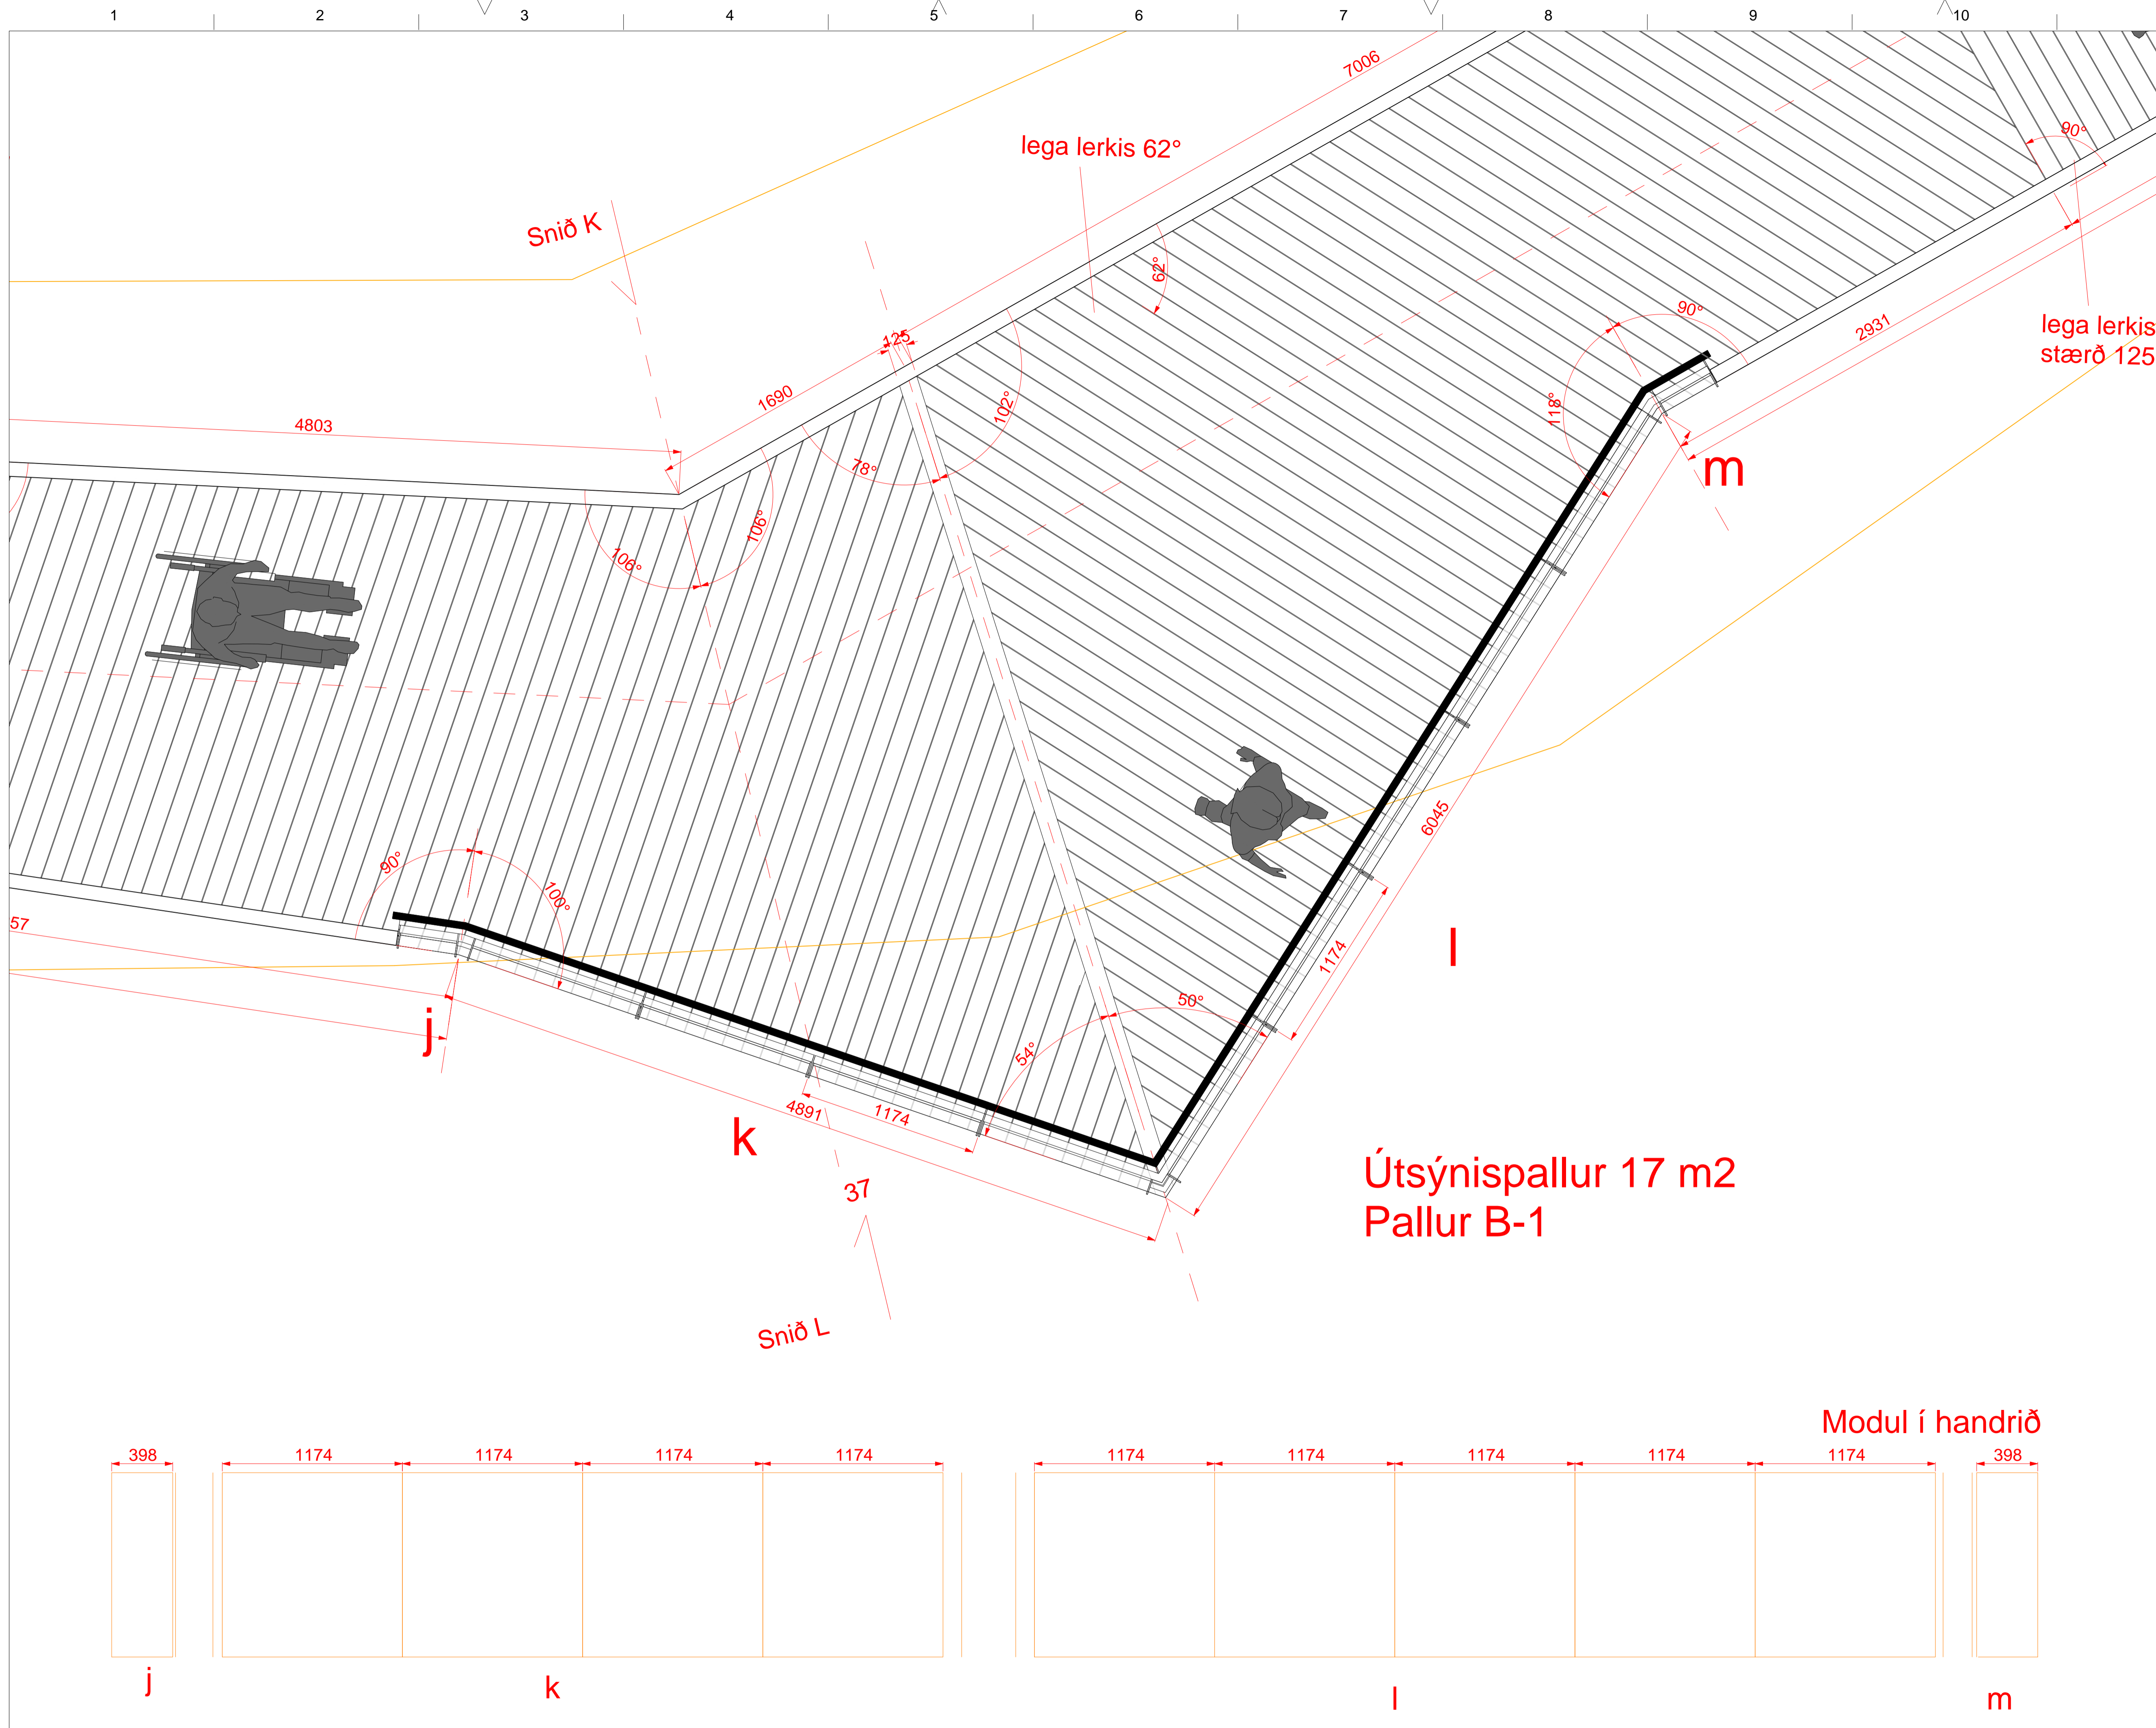 1 2 3 4 5 6 7 8 9 10
7006
lega lerkis 62°
90°
Snið K
62°
90°
2931
lega lerkis
stærð 125
125
1690
102°
118°
4803
78°
m
106°
106°
6045
90°
100°
57
l
1174
j
50°
54°
4891
1174
k
37
Útsýnispallur 17 m2
Pallur B-1
Snið L
Modul í handrið
398 1174 1174 1174 1174 1174 1174 1174 1174 1174 398
j k l m